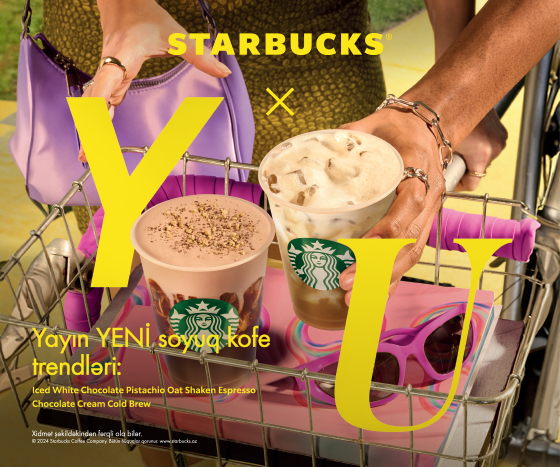 STARBUCKS®
×
Y
U
Yayın YENİ soyuq kofe
trendləri:
Iced White Chocolate Pistachio Oat Shaken Espresso
Chocolate Cream Cold Brew
Xidmət şəkildəkindən fərqli ola bilər.
© 2024 Starbucks Coffee Company. Bütün hüquqlar qorunur. www.starbucks.az